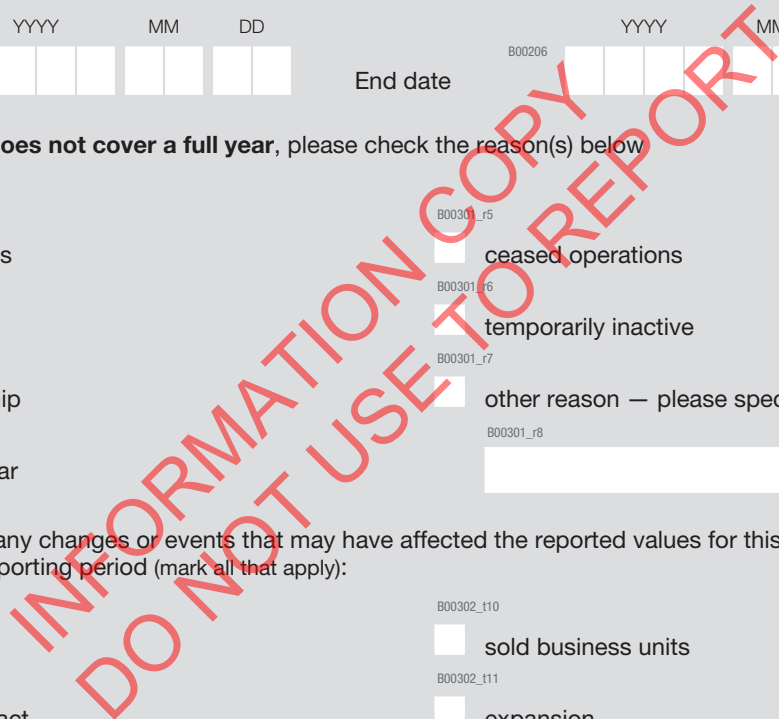 YYYY MM DD YYYY MM
B00206
End date
oes not cover a full year, please check the reason(s) below
B00301_r5
s ceased operations
B00301_r6
temporarily inactive
B00301_r7
ip other reason — please spec
B00301_r8
ar
any changes or events that may have affected the reported values for this
porting period (mark all that apply):
B00302_t10
sold business units
B00302_t11
act expansion
INFORMATION COPY
DO NOT USE TO REPORT